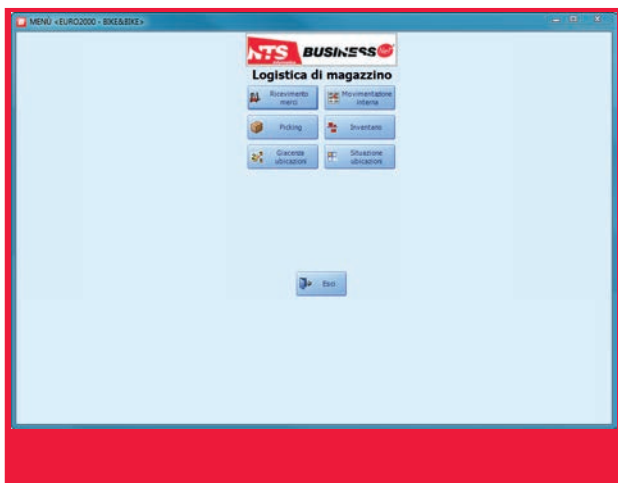 MENÙ «EURO2000 - BIKE&BIKE»
NTS BUSINESS Net
Logistica di magazzino
Ricevimento merci
Movimentazione interna
Picking
Inventario
Giacenze ubicazioni
Situazione ubicazioni
Esci